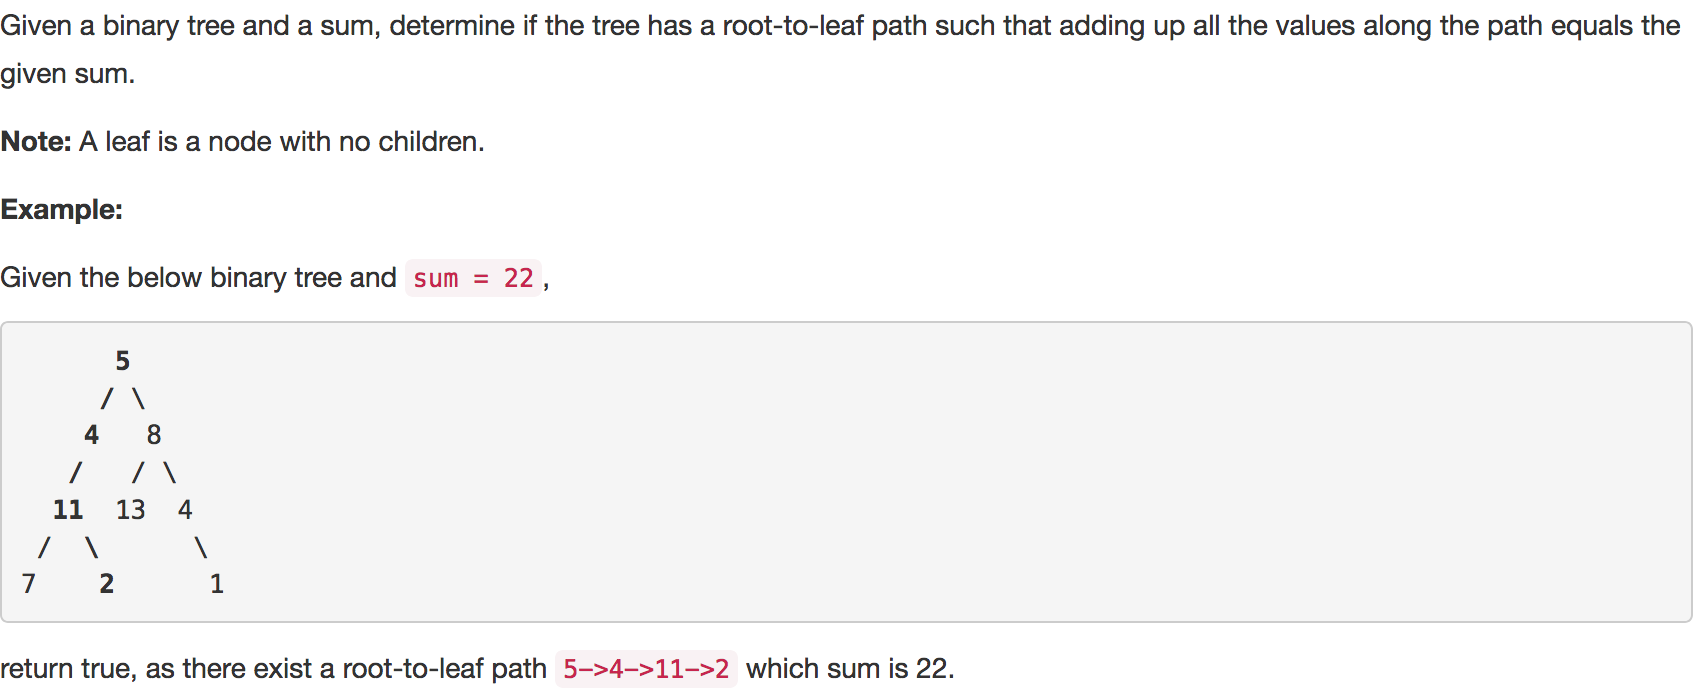 Given a binary tree and a sum, determine if the tree has a root-to-leaf path such that adding up all the values along the path equals the
given sum.
Note: A leaf is a node with no children.
Example:
Given the below binary tree and sum = 22,
5
/ \
4 8
/ / \
11 13 4
/ \ \
7 2 1
return true, as there exist a root-to-leaf path 5->4->11->2 which sum is 22.